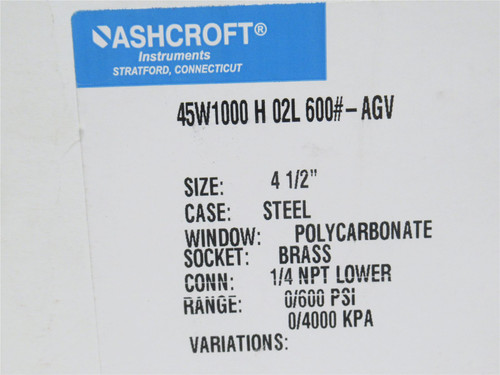 ASHCROFT®
Instruments
STRATFORD, CONNECTICUT
45W1000 H 02L 600#-AGV
SIZE: 4 1/2"
CASE: STEEL
WINDOW: POLYCARBONATE
SOCKET: BRASS
CONN: 1/4 NPT LOWER
RANGE: 0/600 PSI
0/4000 KPA
VARIATIONS: